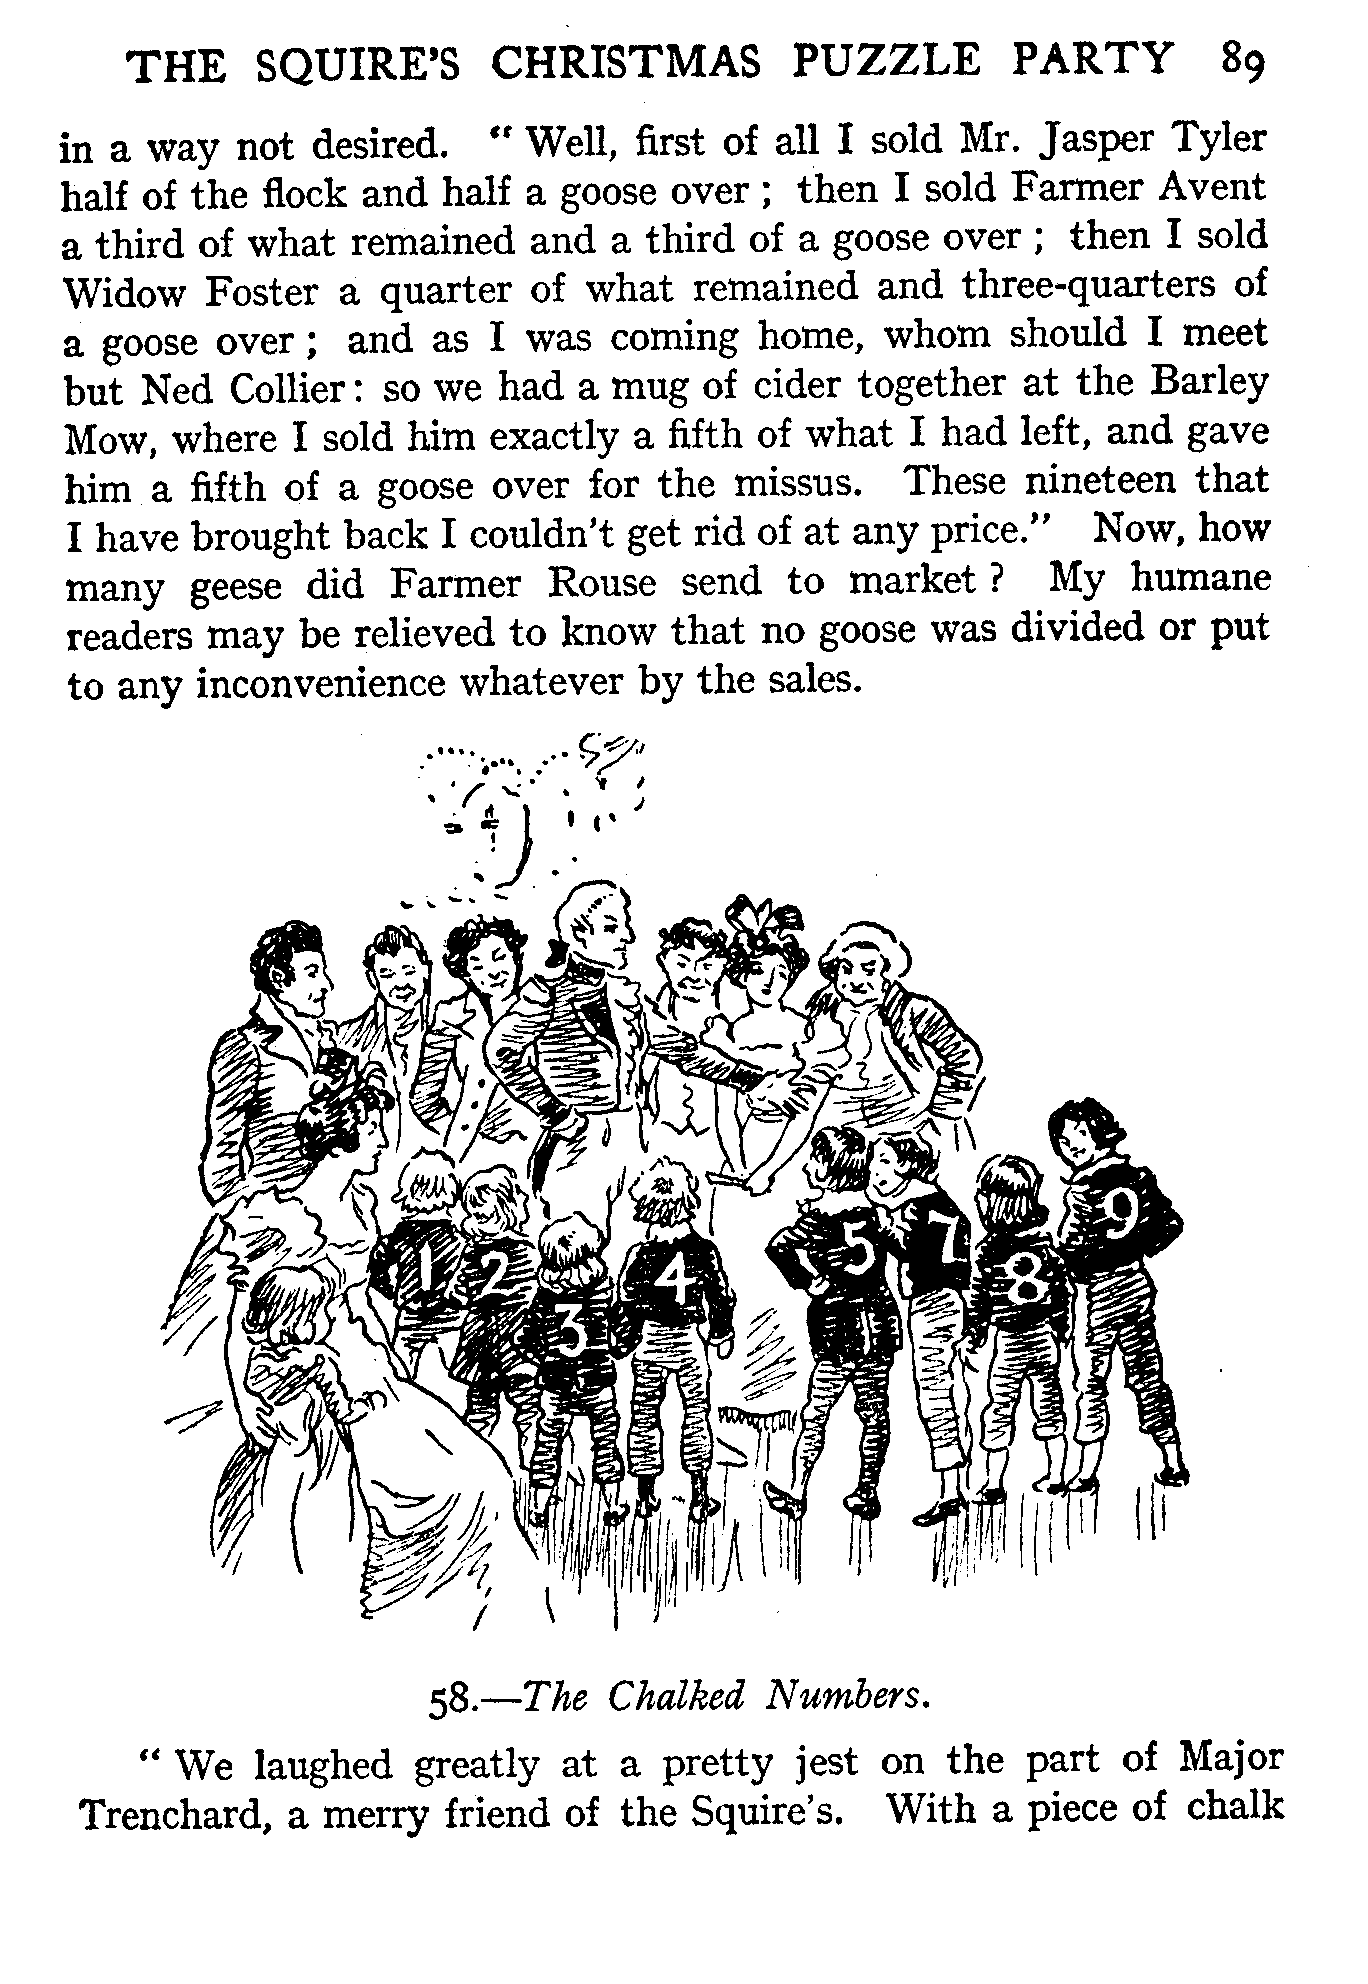 THE SQUIRE'S CHRISTMAS PUZZLE PARTY 89
in a way not desired. “ Well, first of all I sold Mr. Jasper Tyler
half of the flock and half a goose over ; then I sold Farmer Avent
a third of what remained and a third of a goose over ; then I sold
Widow Foster a quarter of what remained and three-quarters of
a goose over ; and as I was coming home, whom should I meet
but Ned Collier : so we had a mug of cider together at the Barley
Mow, where I sold him exactly a fifth of what I had left, and gave
him a fifth of a goose over for the missus. These nineteen that
I have brought back I couldn't get rid of at any price.” Now, how
many geese did Farmer Rouse send to market ? My humane
readers may be relieved to know that no goose was divided or put
to any inconvenience whatever by the sales.
1 2 3 4 5 7 8 9
58.—The Chalked Numbers.
“ We laughed greatly at a pretty jest on the part of Major
Trenchard, a merry friend of the Squire's. With a piece of chalk